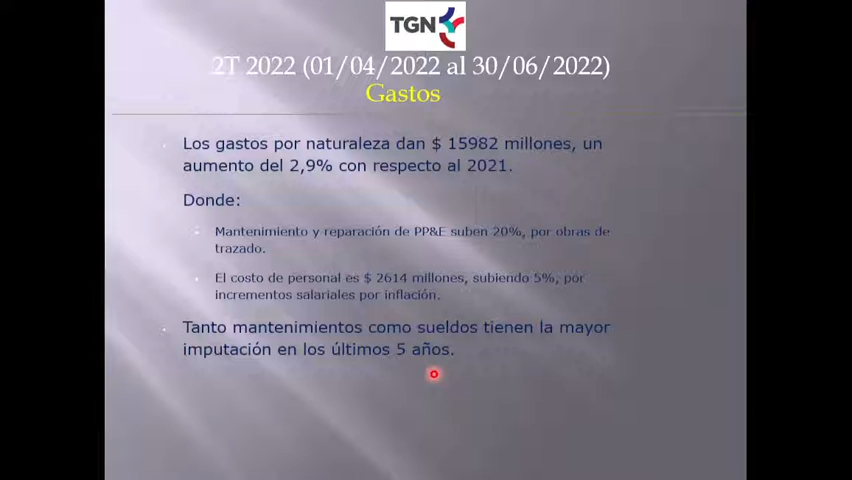 TGN
2T 2022 (01/04/2022 al 30/06/2022)
Gastos
Los gastos por naturaleza dan $ 15982 millones, un
aumento del 2,9% con respecto al 2021.
Donde:
Mantenimiento y reparación de PP&E suben 20%, por obras de
trazado.
El costo de personal es $ 2614 millones, subiendo 5%, por
incrementos salariales por inflación.
Tanto mantenimientos como sueldos tienen la mayor
imputación en los últimos 5 años.